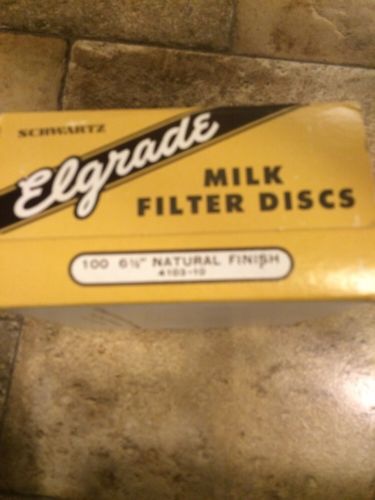 SCHWARTZ
Elgrade
MILK
FILTER DISCS
100 6½" NATURAL FINISH
4103-10